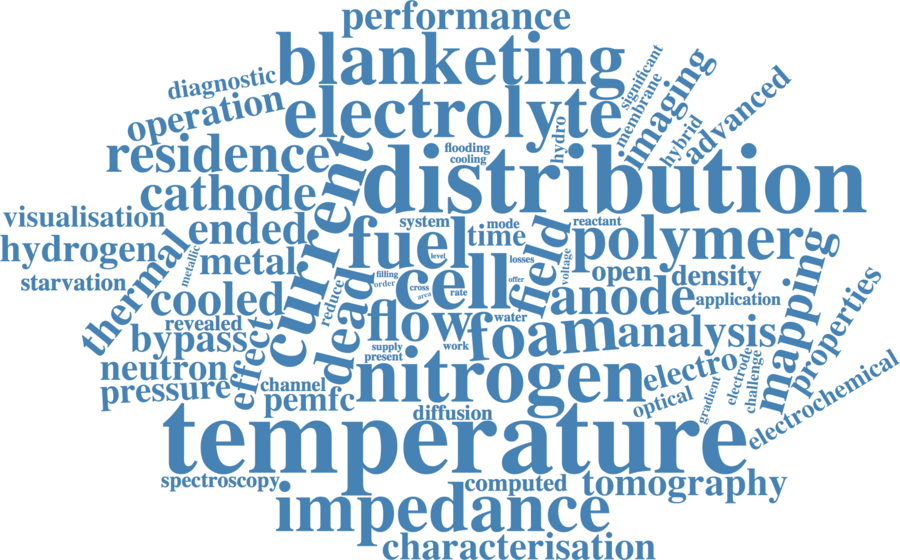 performance
blanketing
diagnostic
significant
imaging
advanced
operation
electrolyte
membrane
hybrid
hydro
residence
flooding
cooling
current
distribution
cathode
visualisation
ended
system
mode
reactant
hydrogen
fuel
time
field
polymer
thermal
metallic
metal
level
losses
voltage
open
density
starvation
cooled
reduce
dead
filling
order
cell
cross
area
rate
offer
anode
application
mapping
properties
revealed
bypass
effect
flow
water
foam
analysis
supply
present
work
neutron
pressure
channel
pemfc
nitrogen
electro
optical
gradient
electrode
challenge
electrochemical
diffusion
temperature
spectroscopy
computed
tomography
impedance
characterisation